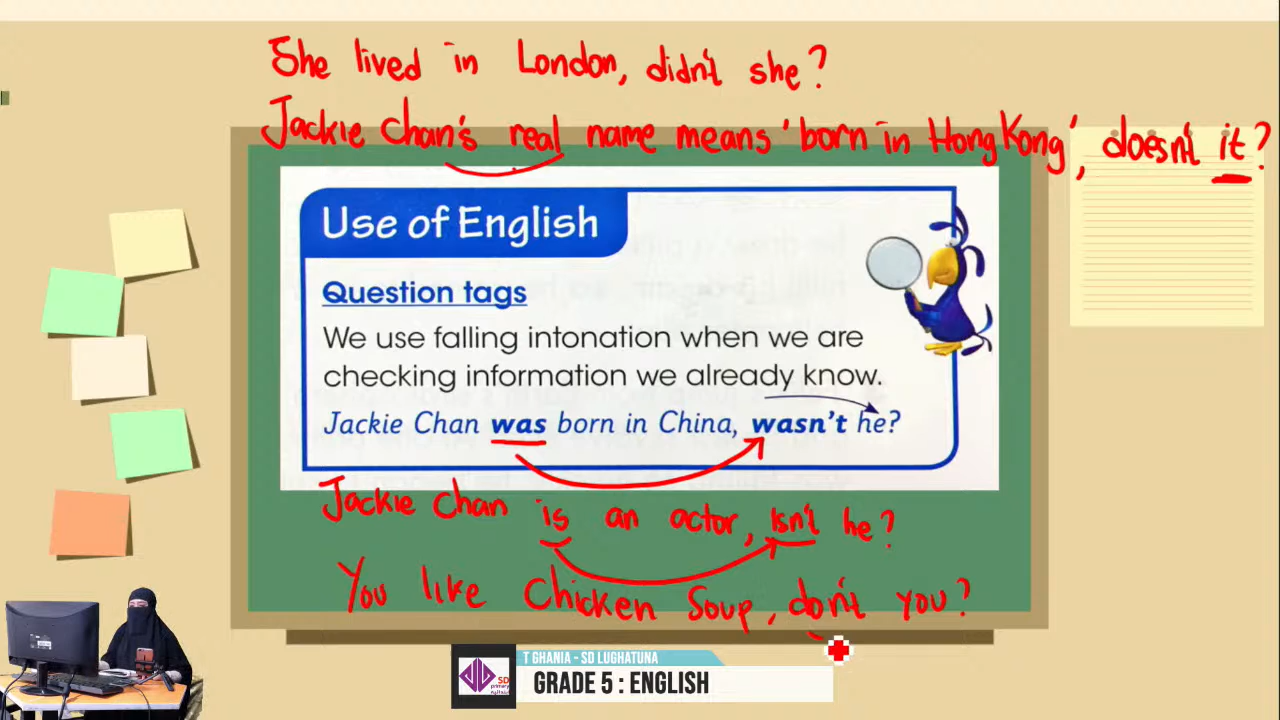 She lived in London, didn't she?
Jackie Chan's real name means 'born in Hong Kong', doesn't it?
Use of English
Question tags
We use falling intonation when we are
checking information we already know.
Jackie Chan was born in China, wasn't he?
Jackie Chan is an actor, isn't he?
You like Chicken Soup, don't you?
T GHANIA - SD LUGHATUNA
GRADE 5 : ENGLISH
SD
primary